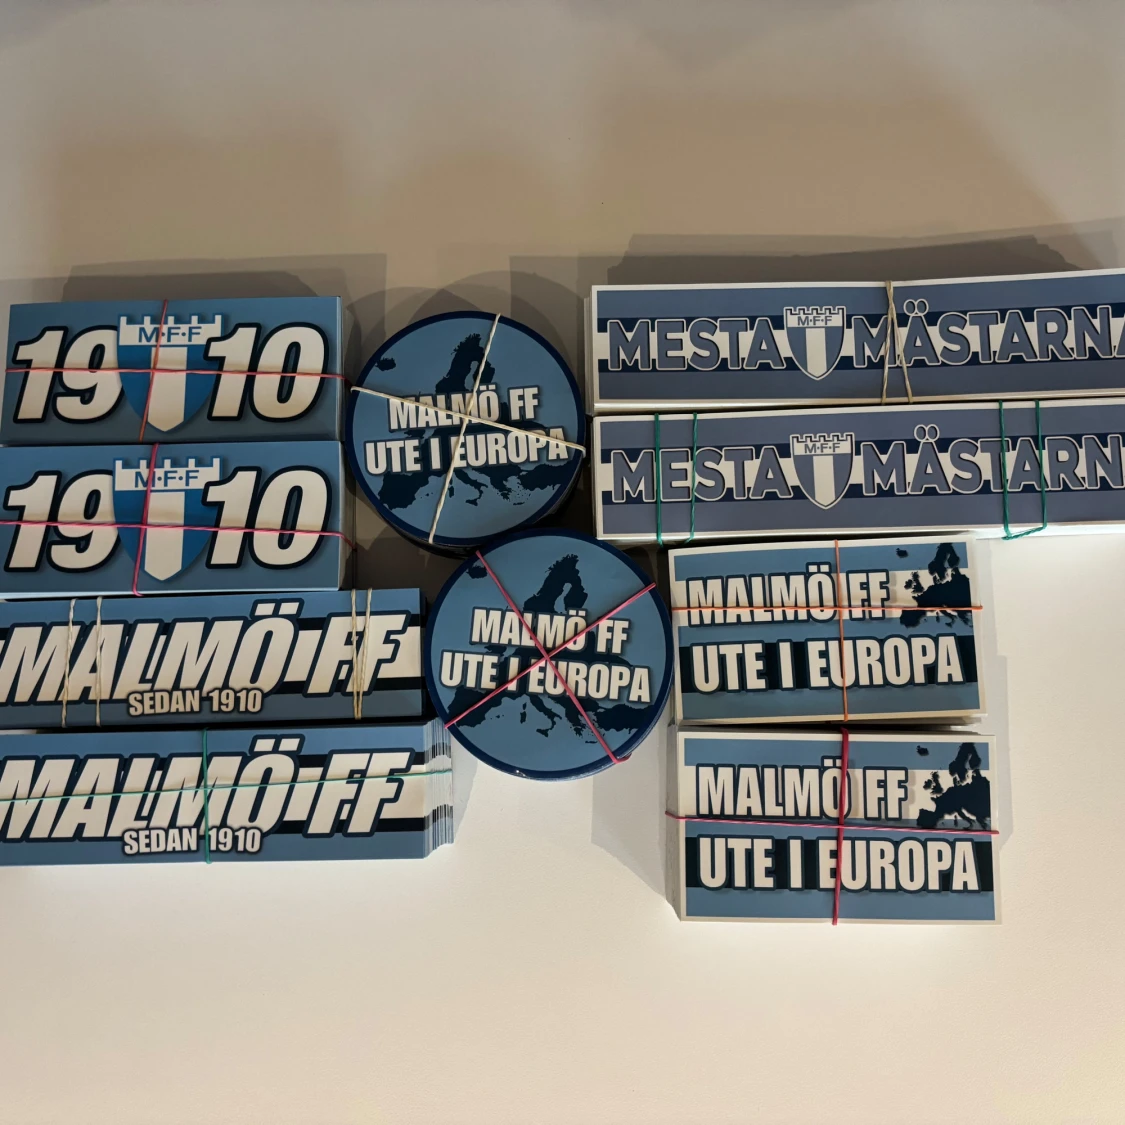 19 M·F·F 10
19 M·F·F 10
MALMÖ FF
SEDAN 1910
MALMÖ FF
SEDAN 1910
MALMÖ FF
UTE I EUROPA
MALMÖ FF
UTE I EUROPA
MESTA M·F·F MÄSTARNA
MESTA M·F·F MÄSTARN
MALMÖ FF
UTE I EUROPA
MALMÖ FF
UTE I EUROPA